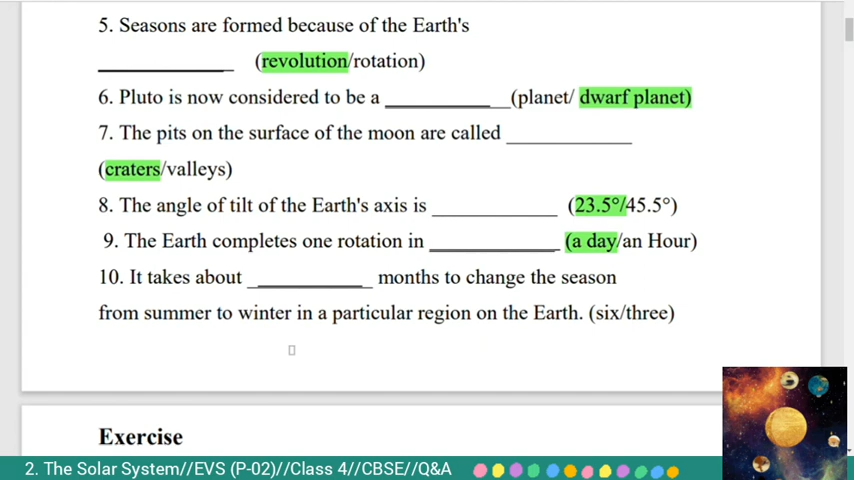 5. Seasons are formed because of the Earth's
____________ (revolution/rotation)
6. Pluto is now considered to be a ___________(planet/ dwarf planet)
7. The pits on the surface of the moon are called ___________
(craters/valleys)
8. The angle of tilt of the Earth's axis is ___________ (23.5°/45.5°)
9. The Earth completes one rotation in ___________ (a day/an Hour)
10. It takes about ___________ months to change the season
from summer to winter in a particular region on the Earth. (six/three)
Exercise
2. The Solar System//EVS (P-02)//Class 4//CBSE//Q&A